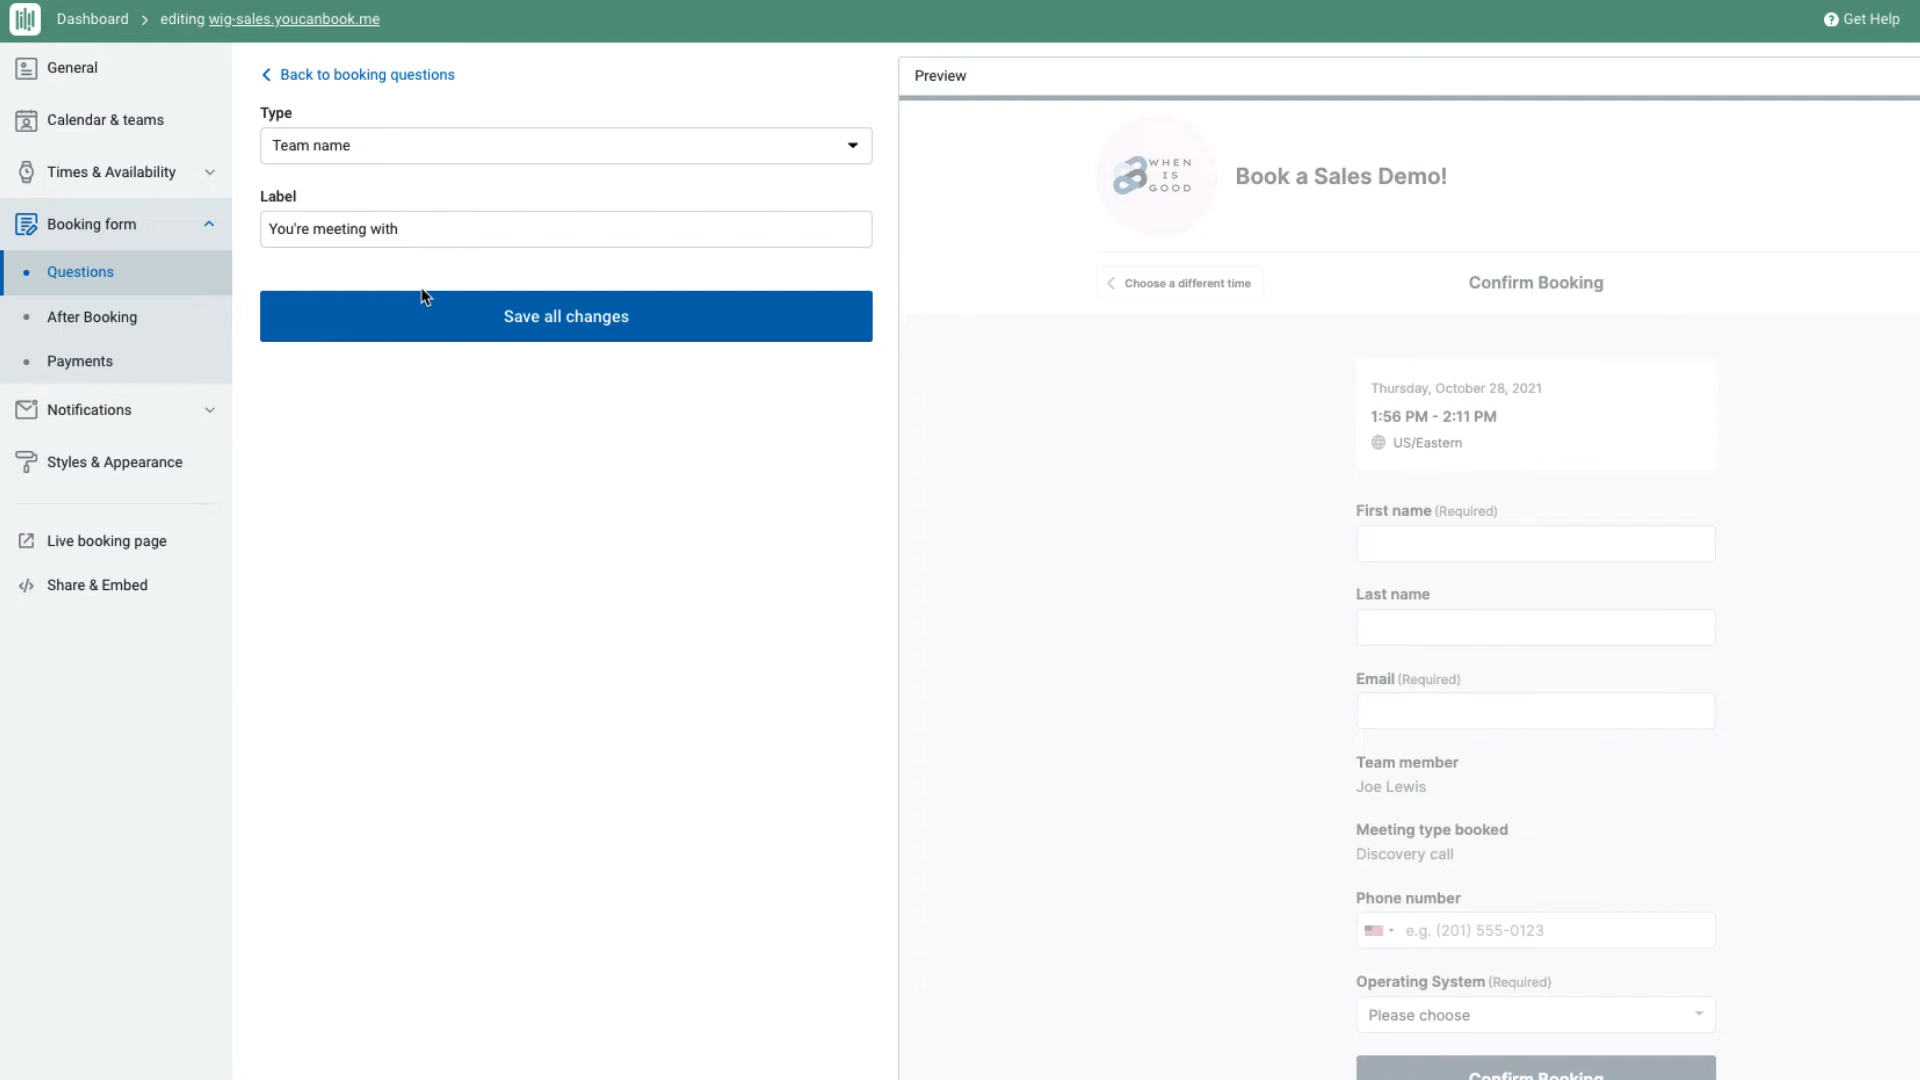 Dashboard > editing wig-sales.youcanbook.me
Get Help
General
Calendar & teams
Times & Availability
Booking form
Questions
After Booking
Payments
Notifications
Styles & Appearance
Live booking page
Share & Embed
Back to booking questions
Type
Team name
Label
You're meeting with
Save all changes
Preview
WHEN
IS
GOOD
Book a Sales Demo!
Choose a different time
Confirm Booking
Thursday, October 28, 2021
1:56 PM - 2:11 PM
US/Eastern
First name (Required)
Last name
Email (Required)
Team member
Joe Lewis
Meeting type booked
Discovery call
Phone number
e.g. (201) 555-0123
Operating System (Required)
Please choose
Confirm Booking